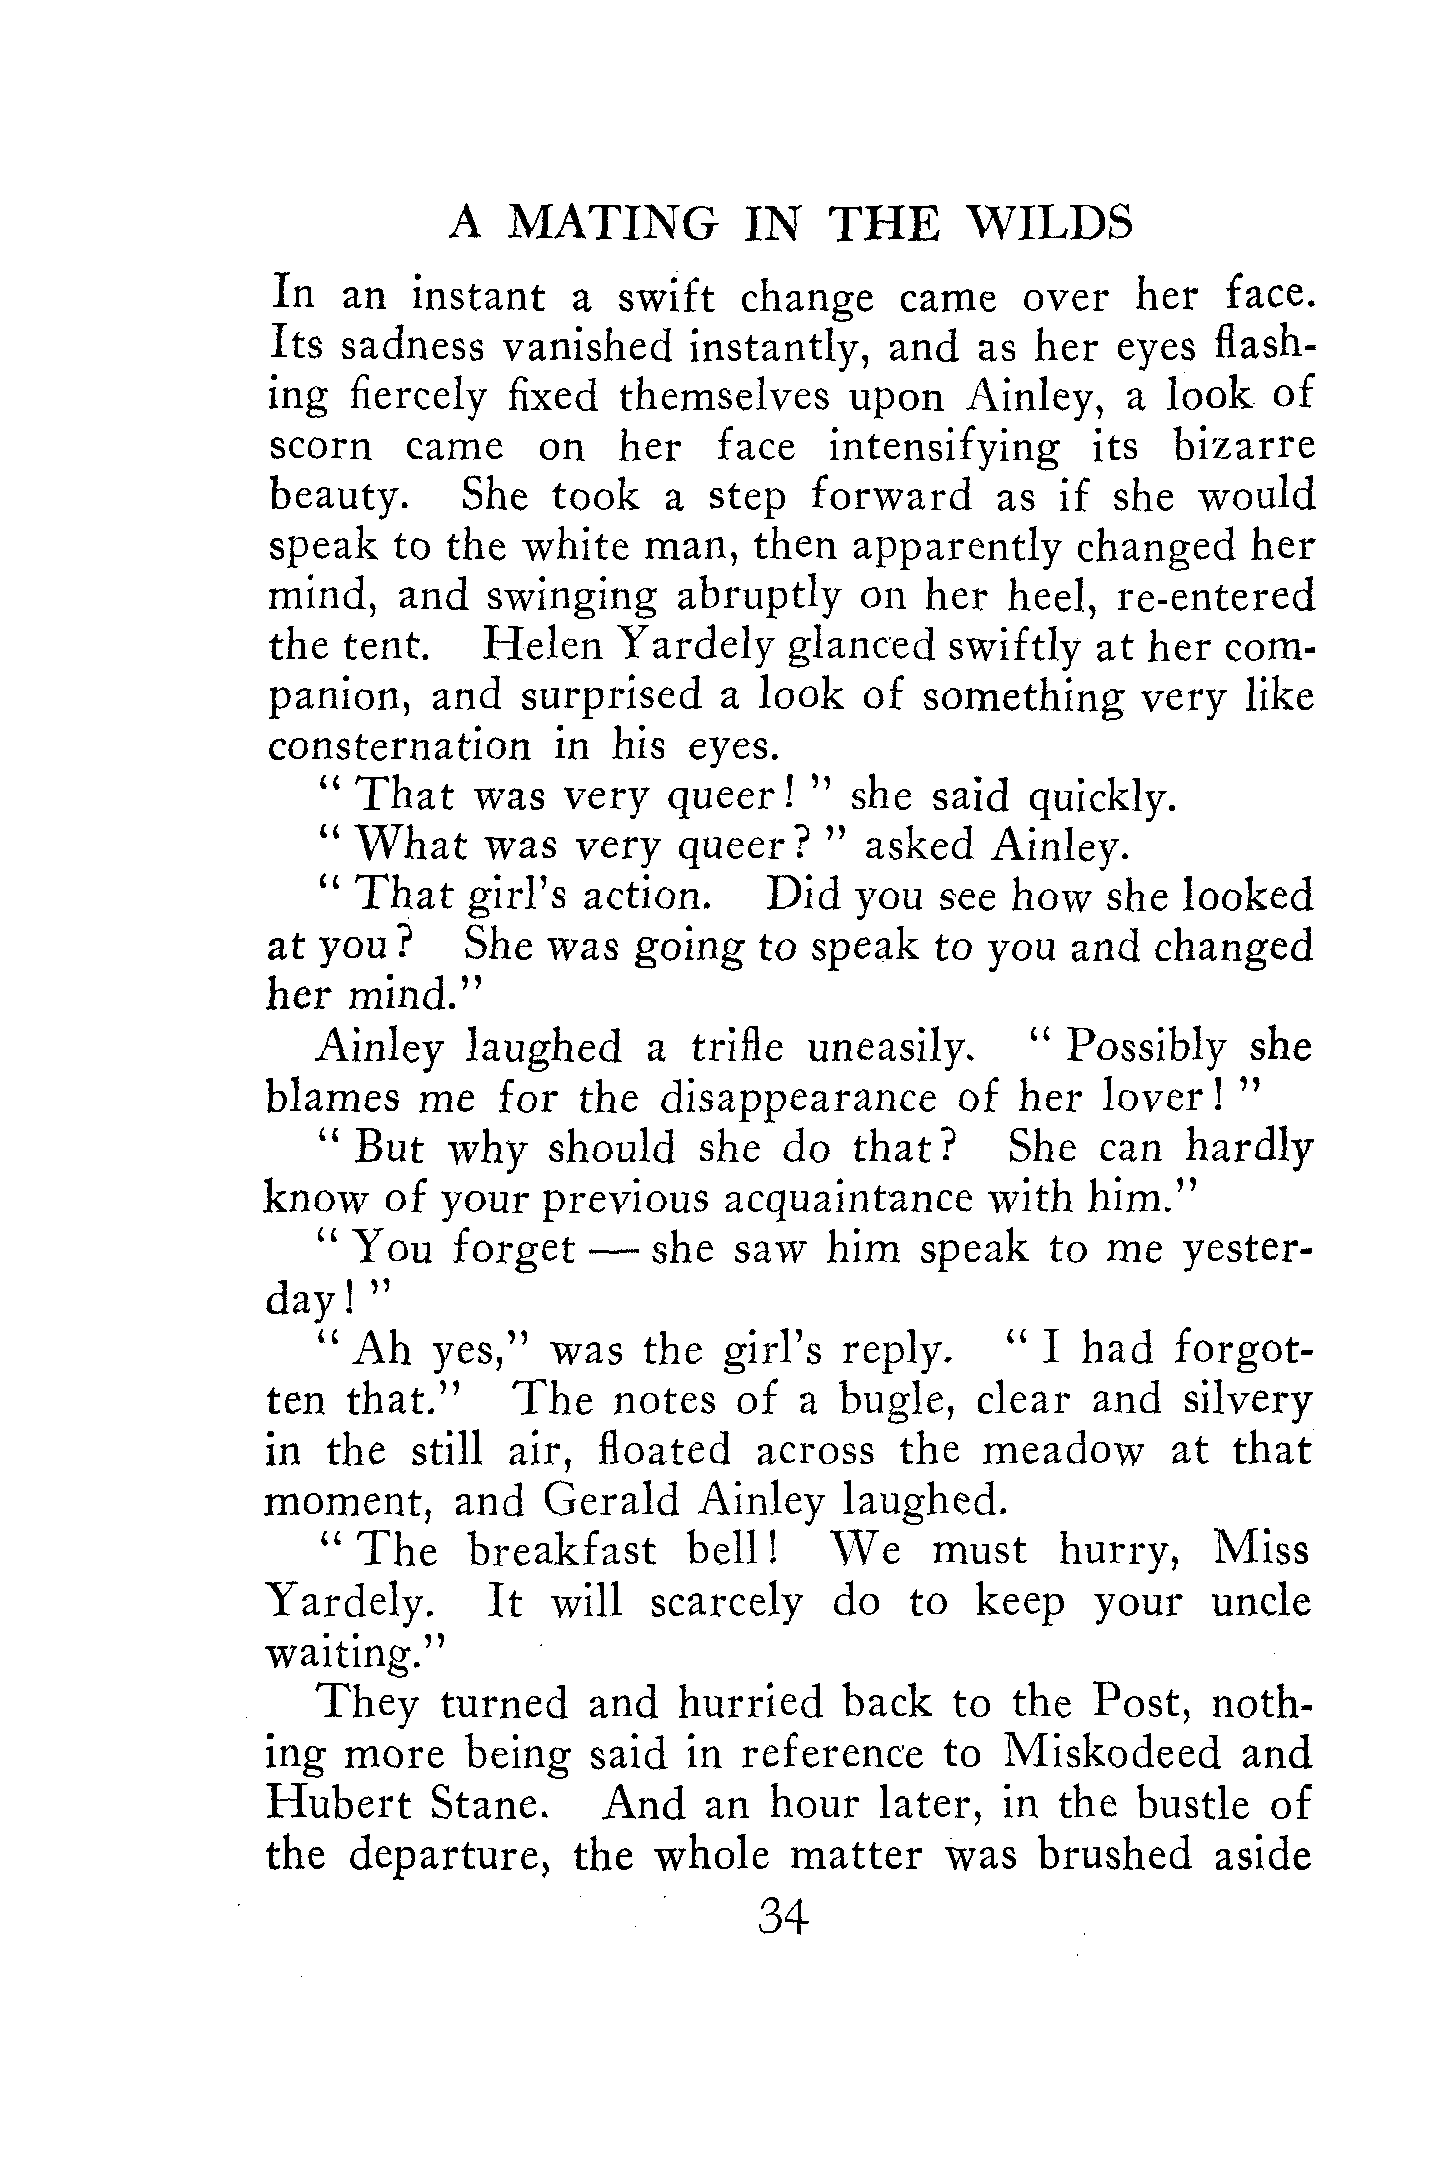 A MATING IN THE WILDS
In an instant a swift change came over her face.
Its sadness vanished instantly, and as her eyes flash-
ing fiercely fixed themselves upon Ainley, a look of
scorn came on her face intensifying its bizarre
beauty. She took a step forward as if she would
speak to the white man, then apparently changed her
mind, and swinging abruptly on her heel, re-entered
the tent. Helen Yardely glanced swiftly at her com-
panion, and surprised a look of something very like
consternation in his eyes.
“ That was very queer! ” she said quickly.
“ What was very queer? ” asked Ainley.
“ That girl's action. Did you see how she looked
at you? She was going to speak to you and changed
her mind.”
Ainley laughed a trifle uneasily. “ Possibly she
blames me for the disappearance of her lover! ”
“ But why should she do that? She can hardly
know of your previous acquaintance with him.”
“ You forget — she saw him speak to me yester-
day! ”
“ Ah yes,” was the girl's reply. “ I had forgot-
ten that.” The notes of a bugle, clear and silvery
in the still air, floated across the meadow at that
moment, and Gerald Ainley laughed.
“ The breakfast bell! We must hurry, Miss
Yardely. It will scarcely do to keep your uncle
waiting.”
They turned and hurried back to the Post, noth-
ing more being said in reference to Miskodeed and
Hubert Stane. And an hour later, in the bustle of
the departure, the whole matter was brushed aside
34